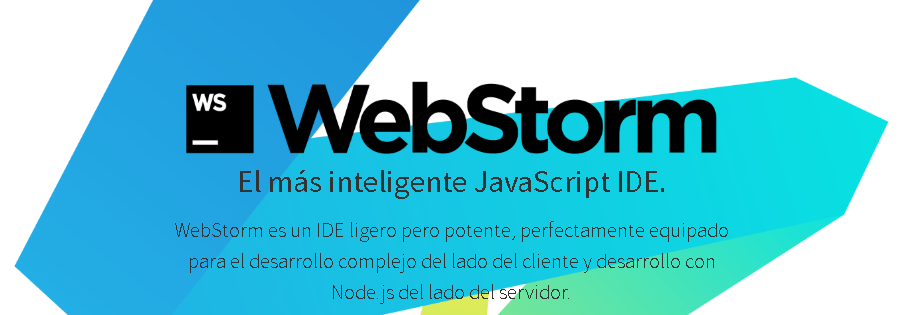 WS
WebStorm
El más inteligente JavaScript IDE.
WebStorm es un IDE ligero pero potente, perfectamente equipado
para el desarrollo complejo del lado del cliente y desarrollo con
Node.js del lado del servidor.